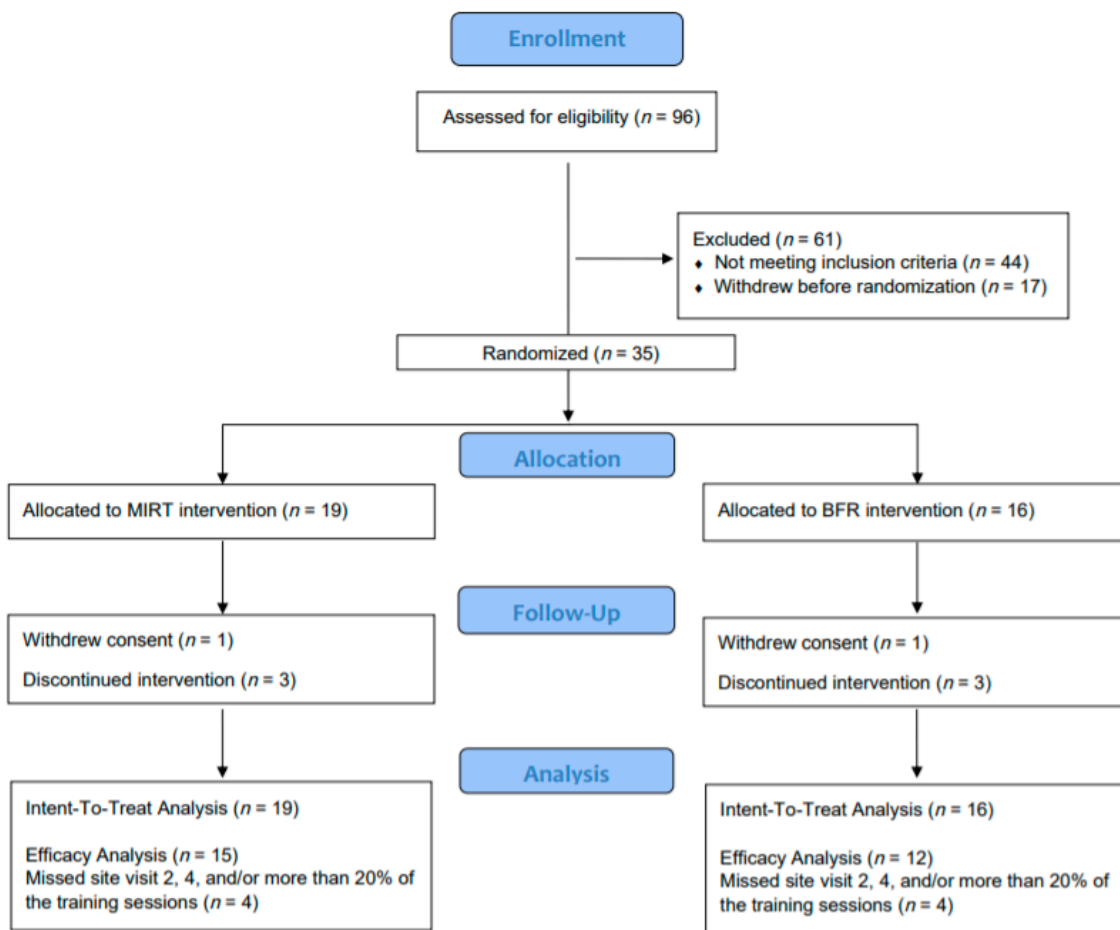 Enrollment
Assessed for eligibility (n = 96)
Excluded (n = 61)
♦ Not meeting inclusion criteria (n = 44)
♦ Withdrew before randomization (n = 17)
Randomized (n = 35)
Allocation
Allocated to MIRT intervention (n = 19)
Allocated to BFR intervention (n = 16)
Follow-Up
Withdrew consent (n = 1)
Discontinued intervention (n = 3)
Withdrew consent (n = 1)
Discontinued intervention (n = 3)
Analysis
Intent-To-Treat Analysis (n = 19)
Efficacy Analysis (n = 15)
Missed site visit 2, 4, and/or more than 20% of
the training sessions (n = 4)
Intent-To-Treat Analysis (n = 16)
Efficacy Analysis (n = 12)
Missed site visit 2, 4, and/or more than 20% of
the training sessions (n = 4)